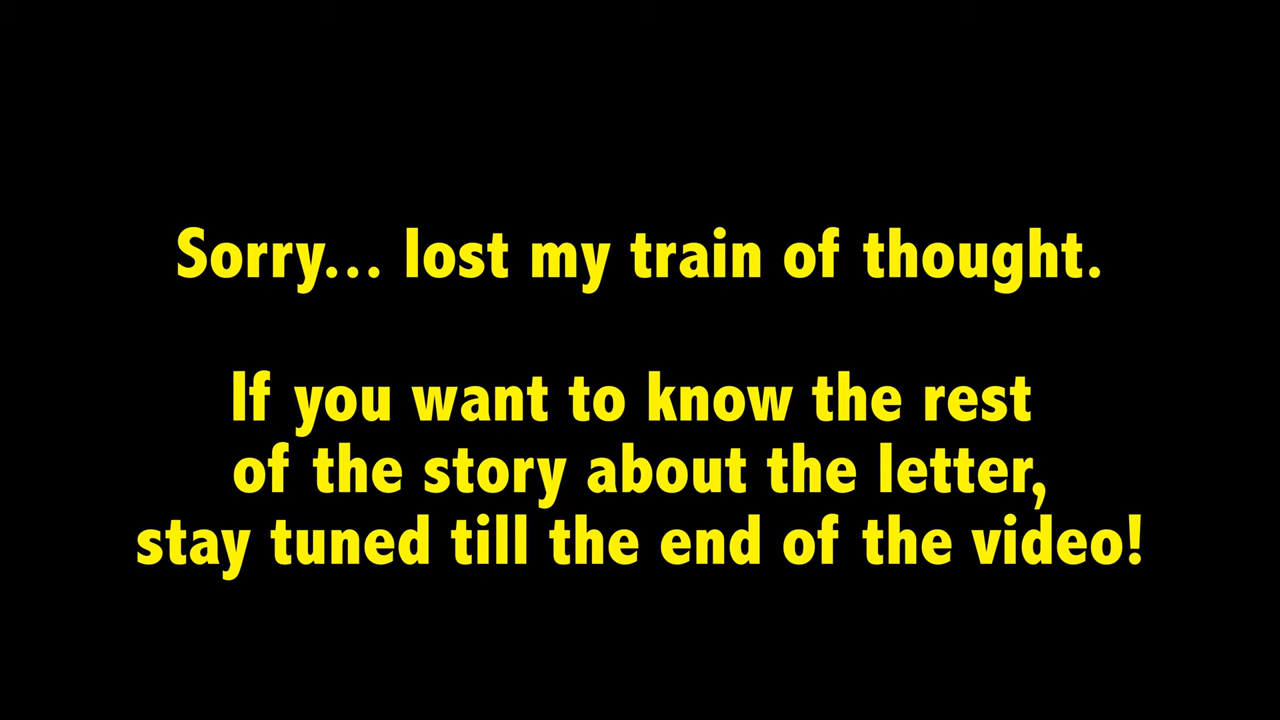 Sorry... lost my train of thought.
If you want to know the rest
of the story about the letter,
stay tuned till the end of the video!